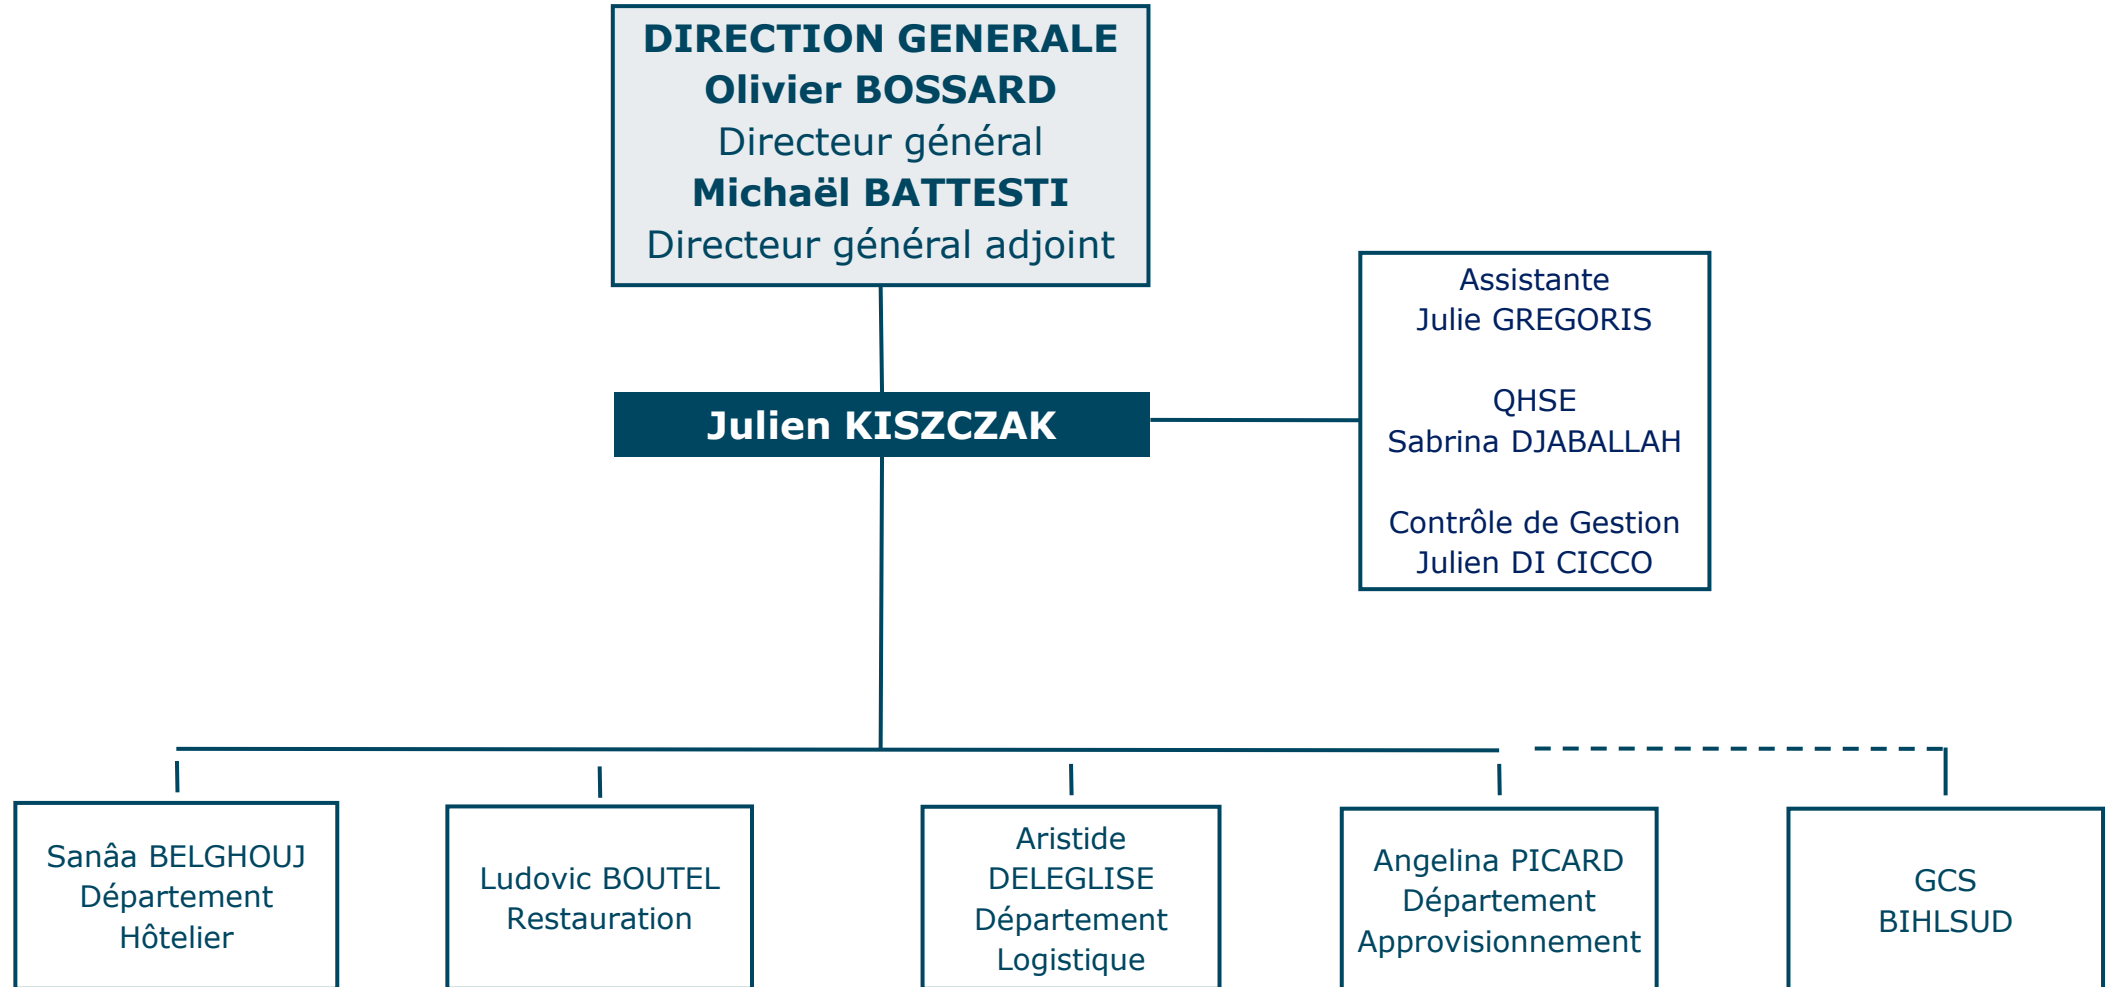 DIRECTION GENERALE
Olivier BOSSARD
Directeur général
Michaël BATTESTI
Directeur général adjoint
Assistante
Julie GREGORIS
QHSE
Sabrina DJABALLAH
Contrôle de Gestion
Julien DI CICCO
Julien KISZCZAK
Sanâa BELGHOUJ
Département
Hôtelier
Ludovic BOUTEL
Restauration
Aristide
DELEGLISE
Département
Logistique
Angelina PICARD
Département
Approvisionnement
GCS
BIHLSUD